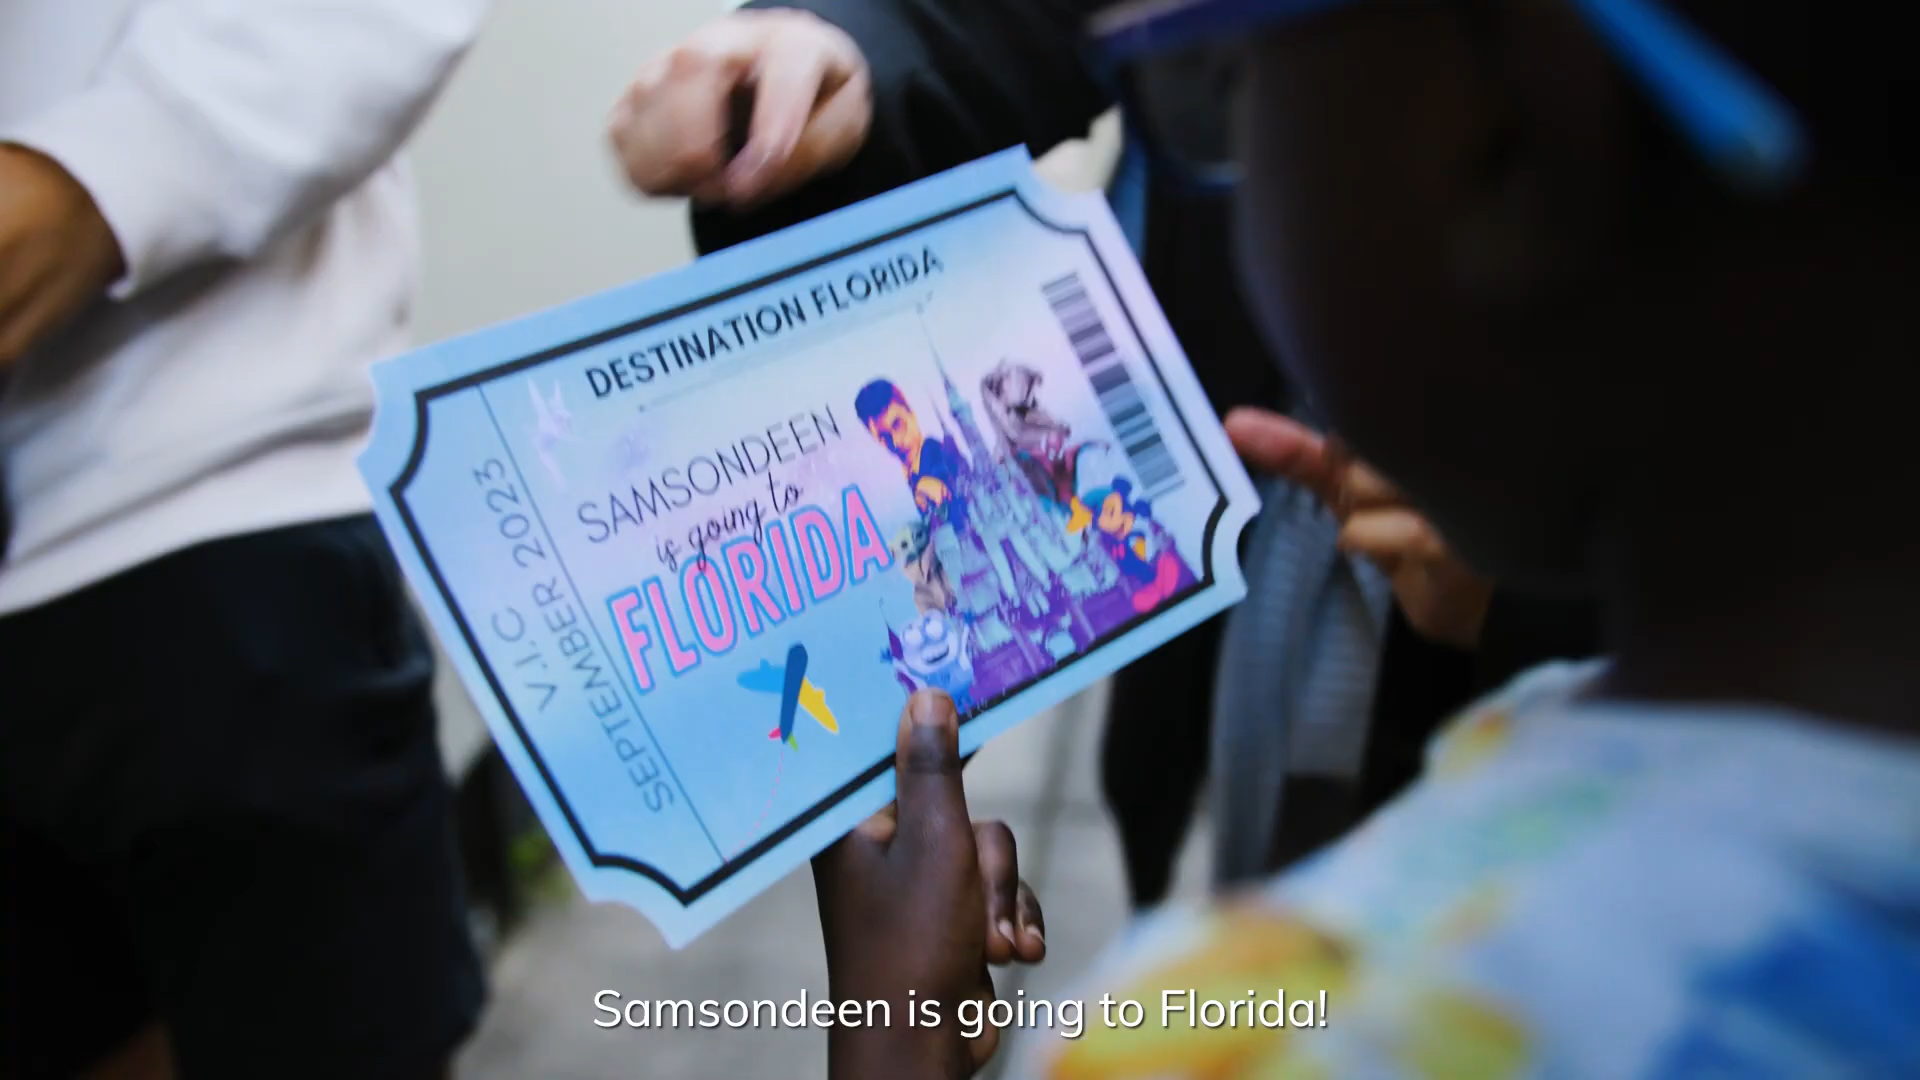 DESTINATION FLORIDA
SAMSONDEEN
is going to
FLORIDA
V.I.C
SEPTEMBER 2023
Samsondeen is going to Florida!